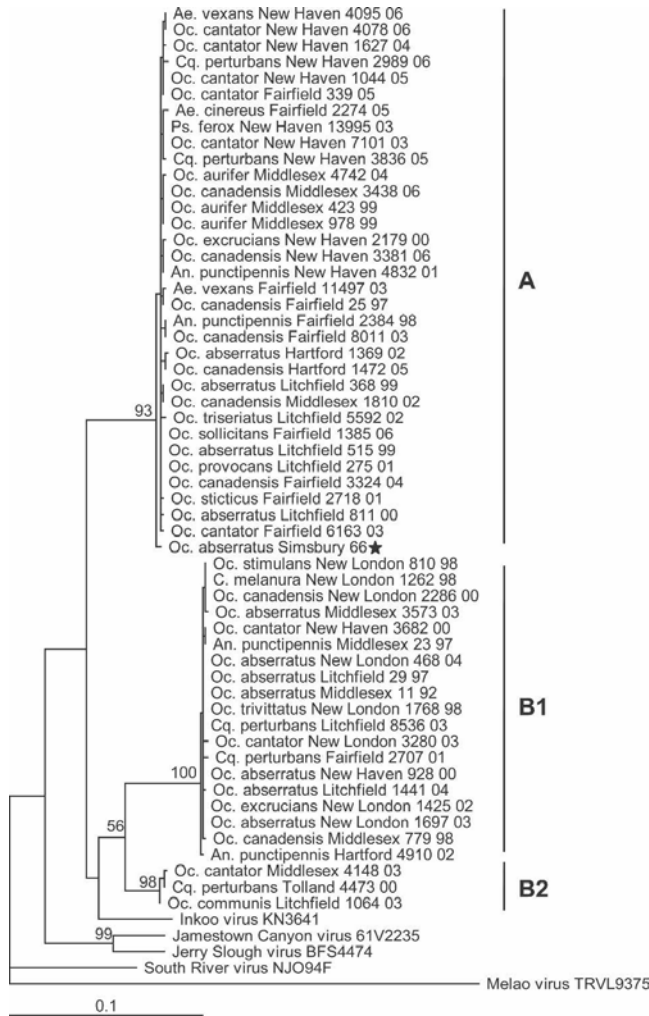 Ae. vexans New Haven 4095 06
Oc. cantator New Haven 4078 06
Oc. cantator New Haven 1627 04
Cq. perturbans New Haven 2989 06
Oc. cantator New Haven 1044 05
Oc. cantator Fairfield 339 05
Ae. cinereus Fairfield 2274 05
Ps. ferox New Haven 13995 03
Oc. cantator New Haven 7101 03
Cq. perturbans New Haven 3836 05
Oc. aurifer Middlesex 4742 04
Oc. canadensis Middlesex 3438 06
Oc. aurifer Middlesex 423 99
Oc. aurifer Middlesex 978 99
Oc. excrucians New Haven 2179 00
Oc. canadensis New Haven 3381 06
An. punctipennis New Haven 4832 01
A
Ae. vexans Fairfield 11497 03
Oc. canadensis Fairfield 25 97
An. punctipennis Fairfield 2384 98
Oc. canadensis Fairfield 8011 03
Oc. abserratus Hartford 1369 02
Oc. canadensis Hartford 1472 05
Oc. abserratus Litchfield 368 99
Oc. canadensis Middlesex 1810 02
93
Oc. triseriatus Litchfield 5592 02
Oc. sollicitans Fairfield 1385 06
Oc. abserratus Litchfield 515 99
Oc. provocans Litchfield 275 01
Oc. canadensis Fairfield 3324 04
Oc. sticticus Fairfield 2718 01
Oc. abserratus Litchfield 811 00
Oc. cantator Fairfield 6163 03
Oc. abserratus Simsbury 66★
Oc. stimulans New London 810 98
C. melanura New London 1262 98
Oc. canadensis New London 2286 00
Oc. abserratus Middlesex 3573 03
Oc. cantator New Haven 3682 00
An. punctipennis Middlesex 23 97
Oc. abserratus New London 468 04
Oc. abserratus Litchfield 29 97
Oc. abserratus Middlesex 11 92
Oc. trivittatus New London 1768 98
B1
Cq. perturbans Litchfield 8536 03
Oc. cantator New London 3280 03
Cq. perturbans Fairfield 2707 01
100
Oc. abserratus New Haven 928 00
Oc. abserratus Litchfield 1441 04
Oc. excrucians New London 1425 02
Oc. abserratus New London 1697 03
56
Oc. canadensis Middlesex 779 98
An. punctipennis Hartford 4910 02
Oc. cantator Middlesex 4148 03
98
Cq. perturbans Tolland 4473 00
B2
Oc. communis Litchfield 1064 03
Inkoo virus KN3641
99
Jamestown Canyon virus 61V2235
Jerry Slough virus BFS4474
South River virus NJO94F
Melao virus TRVL9375
0.1